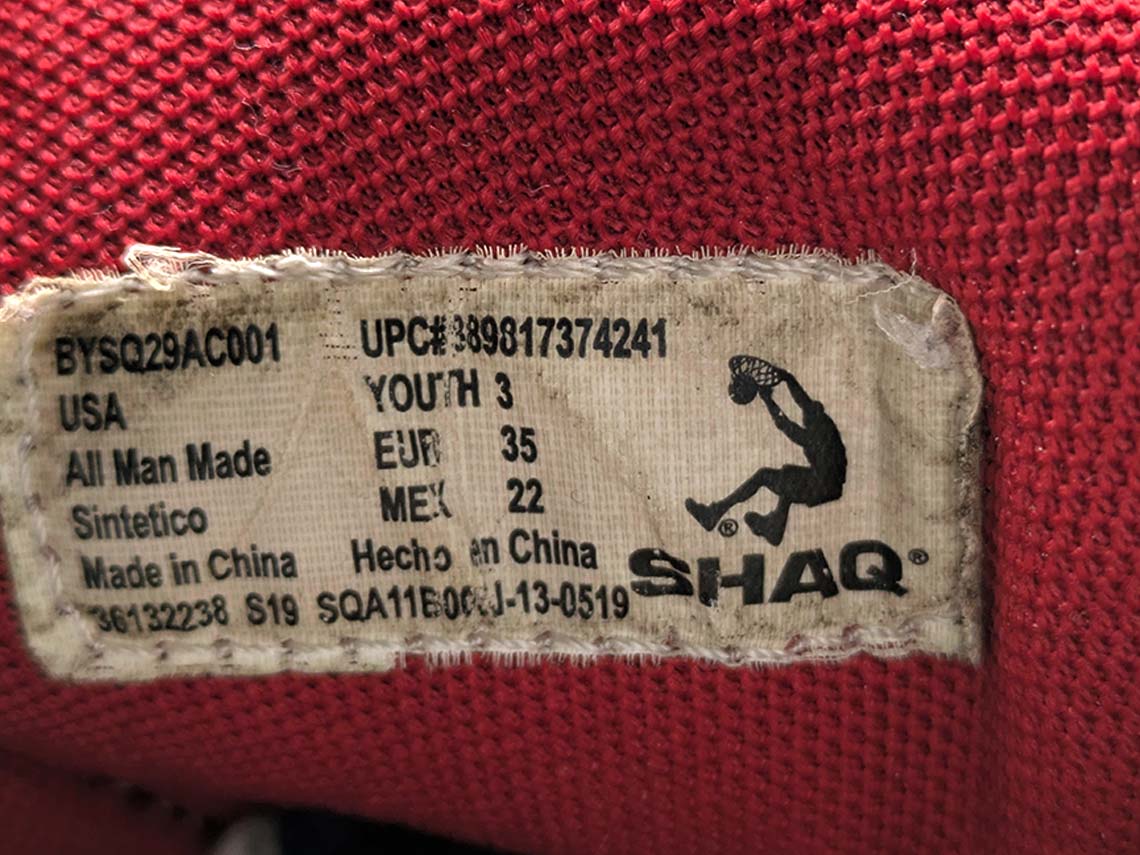 BYSQ29AC001
USA
All Man Made
Sintetico
Made in China
UPC# 889817374241
YOUTH 3
EUR 35
MEX 22
Hecho en China
36132238 S19
®
SHAQ®